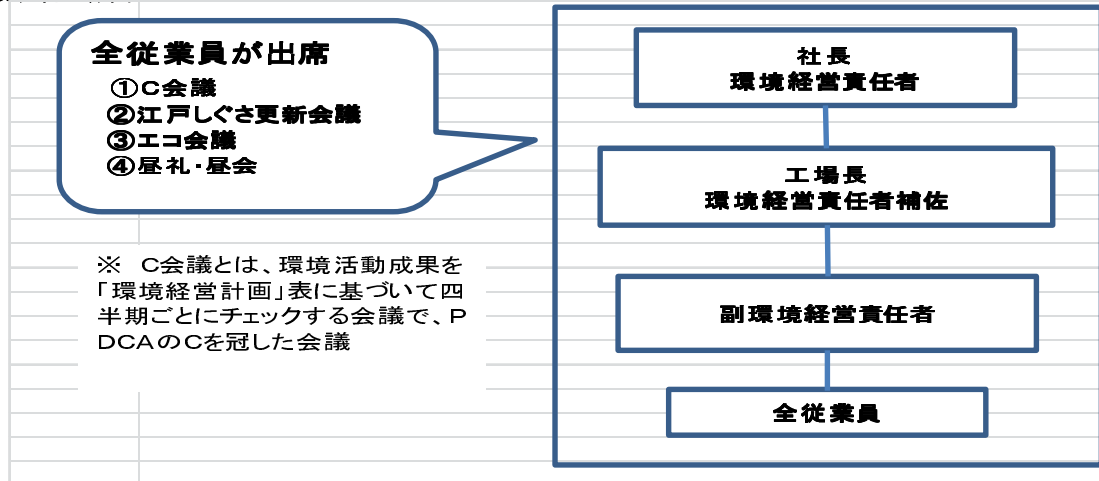 全従業員が出席
①C会議
②江戸しぐさ更新会議
③エコ会議
④昼礼・昼会
※ C会議とは、環境活動成果を
「環境経営計画」表に基づいて四
半期ごとにチェックする会議で、P
DCAのCを冠した会議
社長
環境経営責任者
工場長
環境経営責任者補佐
副環境経営責任者
全従業員